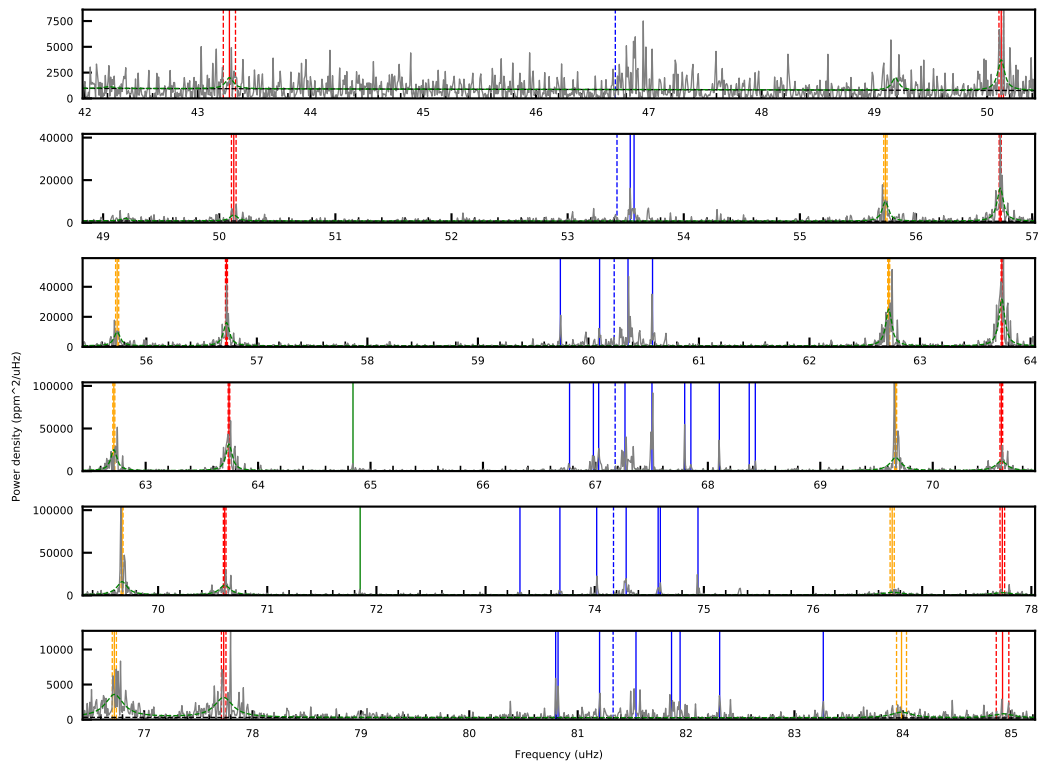 7500
5000
2500
0
42 43 44 45 46 47 48 49 50
40000
20000
0
49 50 51 52 53 54 55 56 57
40000
20000
0
56 57 58 59 60 61 62 63 64
100000
50000
0
63 64 65 66 67 68 69 70
100000
50000
0
70 71 72 73 74 75 76 77 78
10000
5000
0
77 78 79 80 81 82 83 84 85
Power density (ppm^2/uHz)
Frequency (uHz)